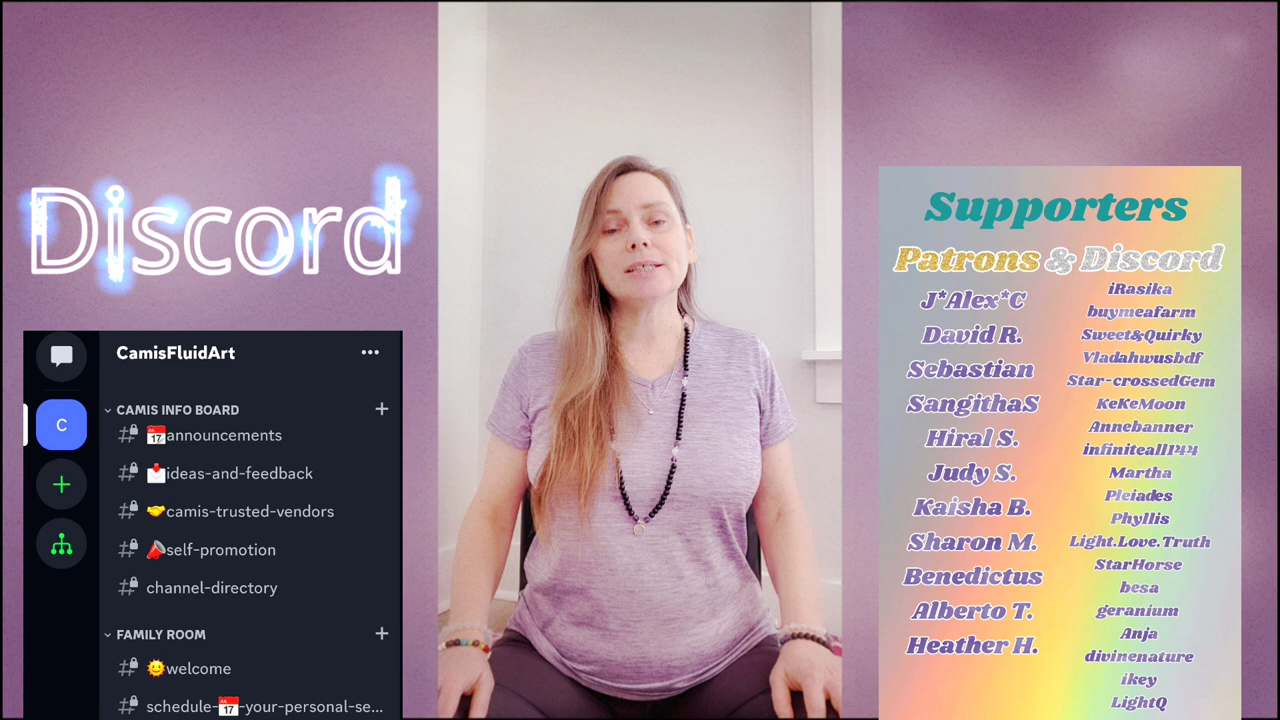 Discord
CamisFluidArt
C
CAMIS INFO BOARD
announcements
ideas-and-feedback
camis-trusted-vendors
self-promotion
channel-directory
FAMILY ROOM
welcome
schedule-📅-your-personal-se...
Supporters
Patrons & Discord
J*Alex*C
David R.
Sebastian
SangithaS
Hiral S.
Judy S.
Kaisha B.
Sharon M.
Benedictus
Alberto T.
Heather H.
iRasika
buymeafarm
Sweet&Quirky
Vladahwusbdf
Star-crossedGem
KeKeMoon
Annebanner
infiniteall144
Martha
Pleiades
Phyllis
Light.Love.Truth
StarHorse
besa
geranium
Anja
divinenature
ikey
LightQ